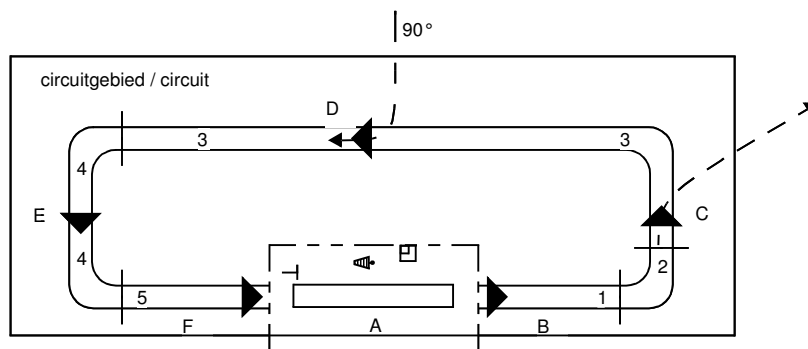 90°
circuitgebied / circuit
D
3 3
4
E C
4 2
5 1
F A B